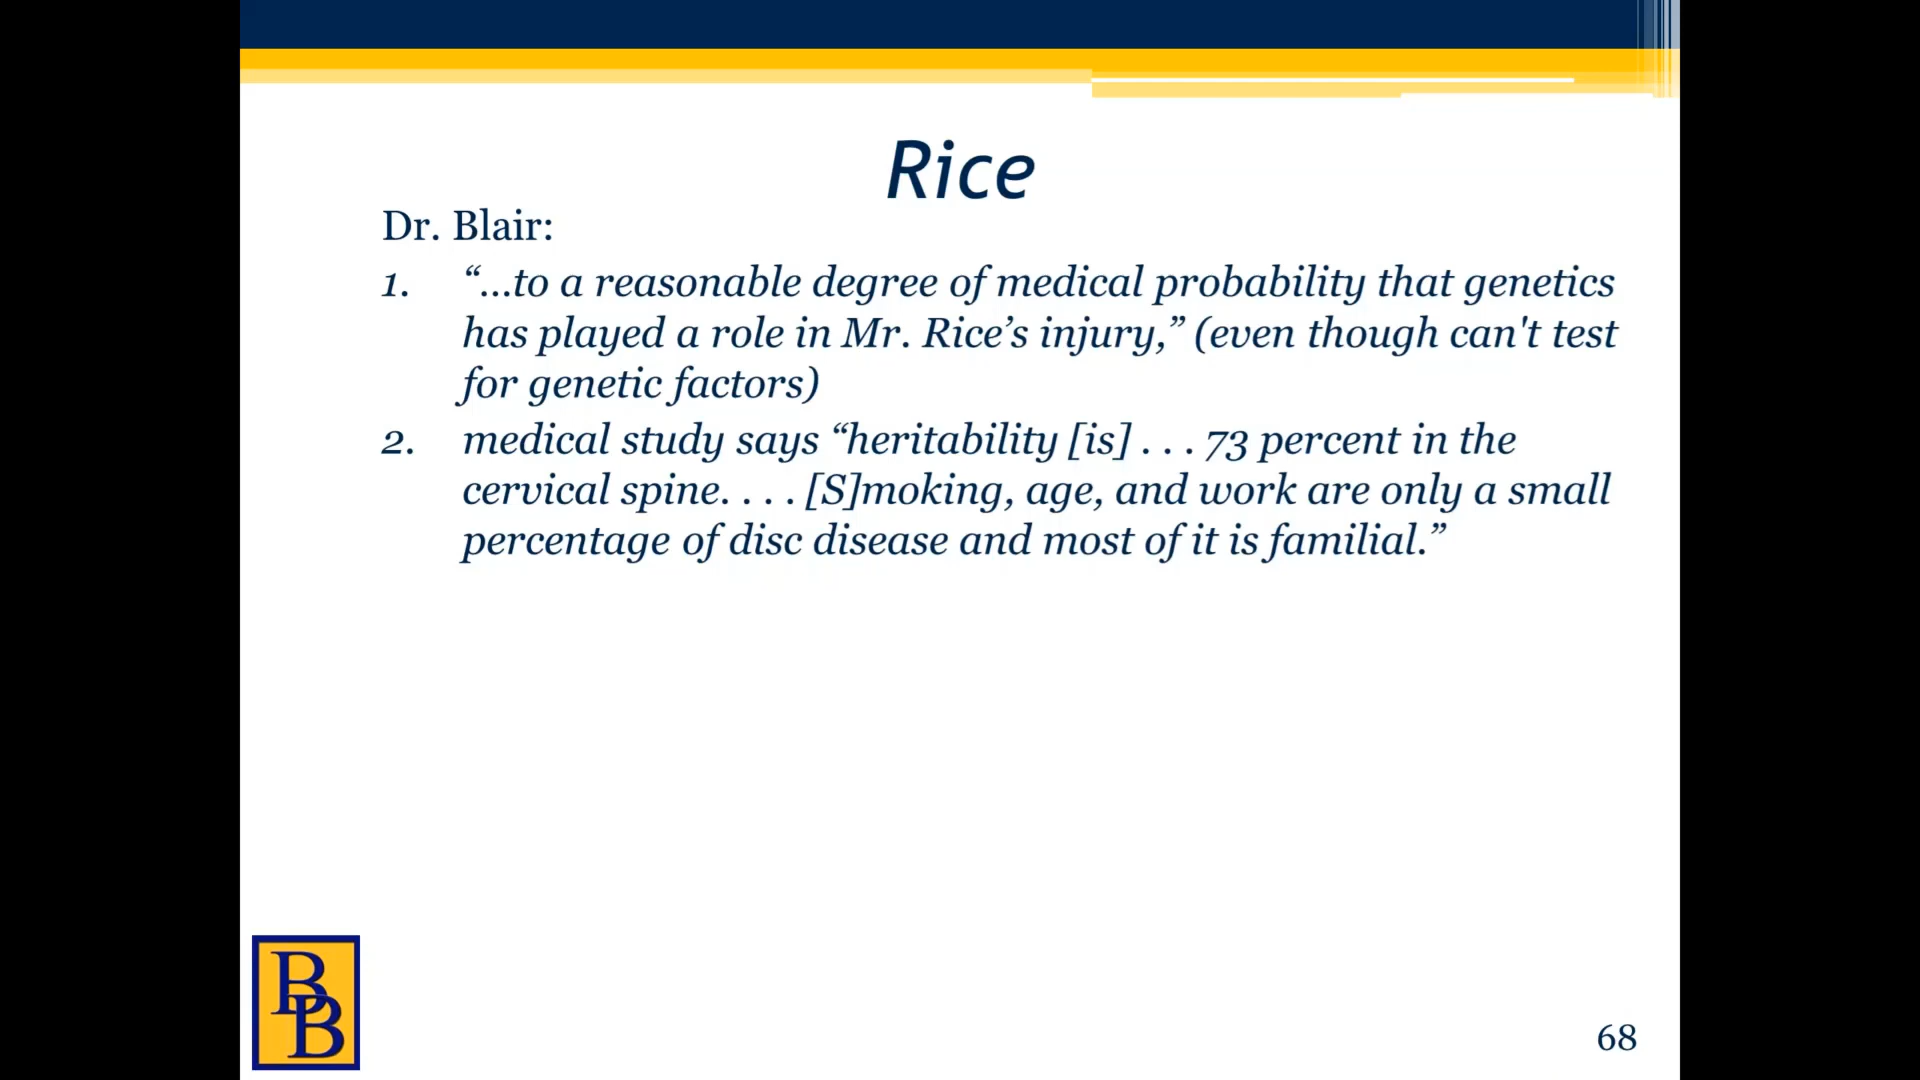 Rice
Dr. Blair:
1. “…to a reasonable degree of medical probability that genetics
has played a role in Mr. Rice’s injury,” (even though can't test
for genetic factors)
2. medical study says “heritability [is] . . . 73 percent in the
cervical spine. . . . [S]moking, age, and work are only a small
percentage of disc disease and most of it is familial.”
BB
68